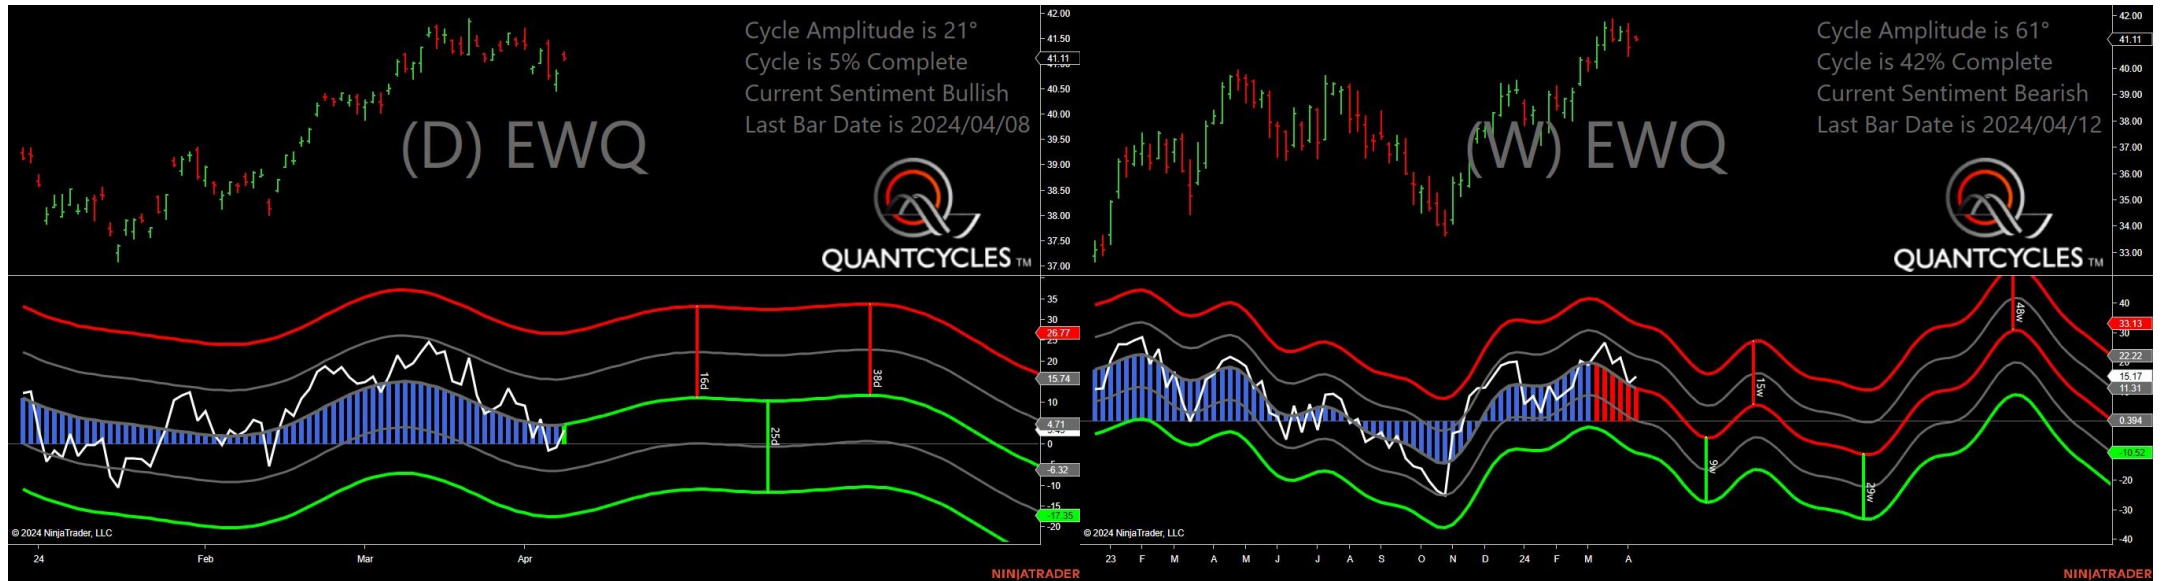 Cycle Amplitude is 21°
Cycle is 5% Complete
Current Sentiment Bullish
Last Bar Date is 2024/04/08
(D) EWQ
QUANTCYCLES TM
42.00
41.50
41.11
41.00
40.50
40.00
39.50
39.00
38.50
38.00
37.50
37.00
35
30
26.77
25
20
15.74
10
4.71
0
-6.32
-10
-15
-17.35
-20
16d
25d
38d
© 2024 NinjaTrader, LLC
24 Feb Mar Apr
NINJATRADER
Cycle Amplitude is 61°
Cycle is 42% Complete
Current Sentiment Bearish
Last Bar Date is 2024/04/12
(W) EWQ
QUANTCYCLES TM
42.00
41.11
40.00
39.00
38.00
37.00
36.00
35.00
34.00
33.00
40
33.13
30
22.22
15.17
11.31
0.394
-10.52
-20
-30
-40
9w
15w
29w
48w
© 2024 NinjaTrader, LLC
23 F M A M J J A S O N D 24 F M A
NINJATRADER